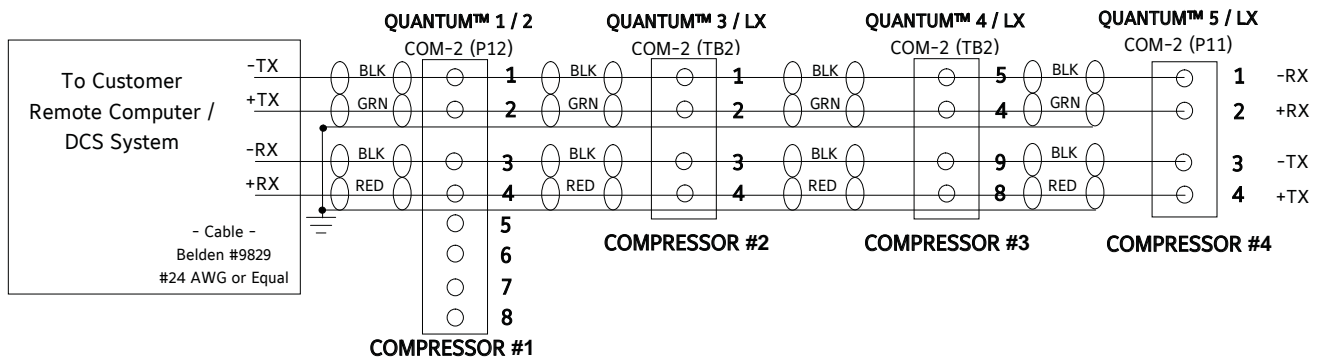 QUANTUM™ 1 / 2
QUANTUM™ 3 / LX
QUANTUM™ 4 / LX
QUANTUM™ 5 / LX
COM-2 (P12)
COM-2 (TB2)
COM-2 (TB2)
COM-2 (P11)
To Customer
Remote Computer /
DCS System
-TX BLK 1 BLK 1 BLK 5 BLK 1 -RX
+TX GRN 2 GRN 2 GRN 4 GRN 2 +RX
-RX BLK 3 BLK 3 BLK 9 BLK 3 -TX
+RX RED 4 RED 4 RED 8 RED 4 +TX
5
6
7
8
- Cable -
Belden #9829
#24 AWG or Equal
COMPRESSOR #1
COMPRESSOR #2
COMPRESSOR #3
COMPRESSOR #4